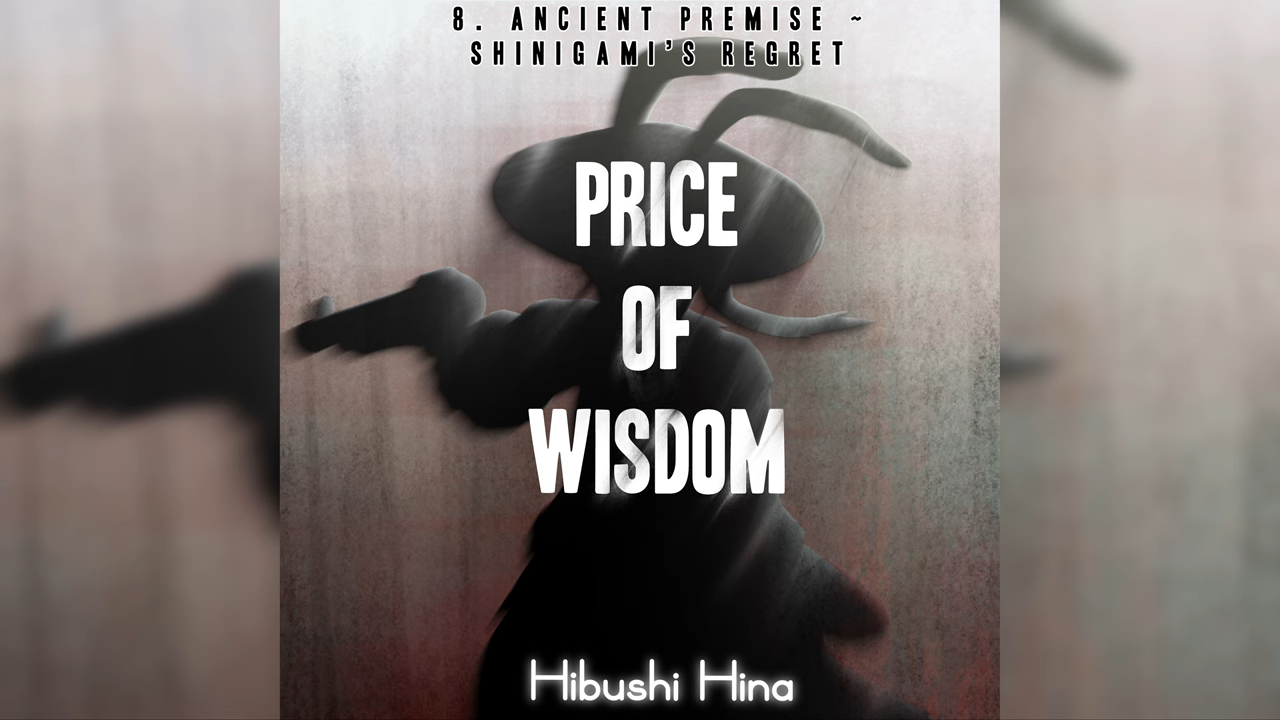 8. ANCIENT PREMISE ~
SHINIGAMI'S REGRET
PRICE
OF
WISDOM
Hibushi Hina